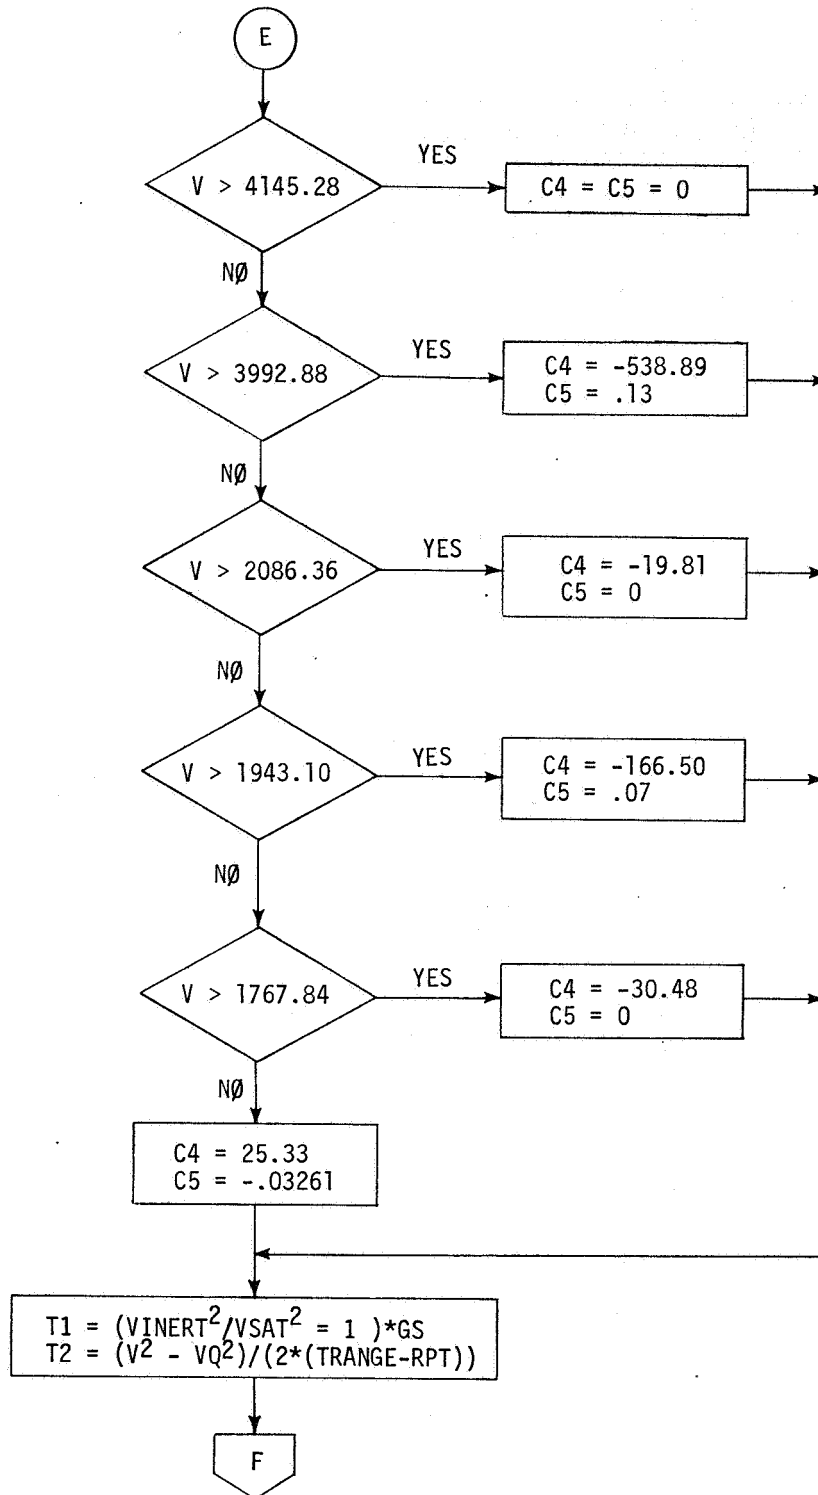 E
V > 4145.28
YES
C4 = C5 = 0
NØ
V > 3992.88
YES
C4 = -538.89
C5 = .13
NØ
V > 2086.36
YES
C4 = -19.81
C5 = 0
NØ
V > 1943.10
YES
C4 = -166.50
C5 = .07
NØ
V > 1767.84
YES
C4 = -30.48
C5 = 0
NØ
C4 = 25.33
C5 = -.03261
T1 = (VINERT²/VSAT² = 1 )*GS
T2 = (V² - VQ²)/(2*(TRANGE-RPT))
F